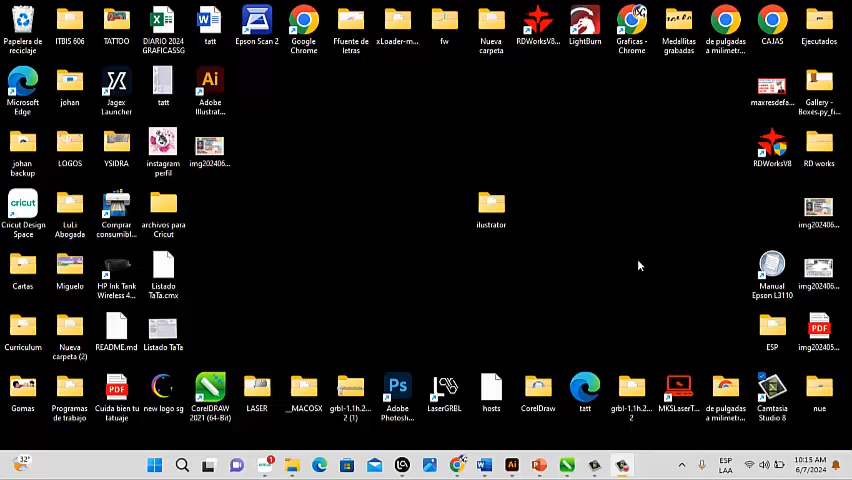 Papelera de
reciclaje
ITBIS 606
TATTOO
DIARIO 2024
GRAFICASSG
tatt
Epson Scan 2
Google
Chrome
Ffuente de
letras
xLoader-m...
fw
Nueva
carpeta
RDWorksV8...
LightBurn
Graficas -
Chrome
Medallitas
grabadas
de pulgadas
a milimetr...
CAJAS
Ejecutados
Microsoft
Edge
johan
Jagex
Launcher
tatt
Adobe
Illustrat...
maxresdefa...
Gallery -
Boxes.py_fi...
johan
backup
LOGOS
YSIDRA
instagram
perfil
img202406...
RDWorksV8
RD works
cricut
Cricut Design
Space
LuLi
Abogada
Comprar
consumibl...
archivos para
Cricut
ilustrator
img202406...
Cartas
Miguelo
HP Ink Tank
Wireless 4...
Listado
TaTa.cmx
Manual
Epson L3110
img202406...
Curriculum
Nueva
carpeta (2)
README.md
Listado TaTa
ESP
PDF
img202405...
Gomas
Programas
de trabajo
PDF
Cuida bien tu
tatuaje
new logo sg
CorelDRAW
2021 (64-Bit)
LASER
__MACOSX
grbl-1.1h.2...
2 (1)
Ps
Adobe
Photosh...
LaserGRBL
hosts
CorelDraw
tatt
grbl-1.1h.2...
2
MKSLaserT...
de pulgadas
a milimetr...
Camtasia
Studio 8
nue
32°
1
ESP
LAA
10:15 AM
6/7/2024